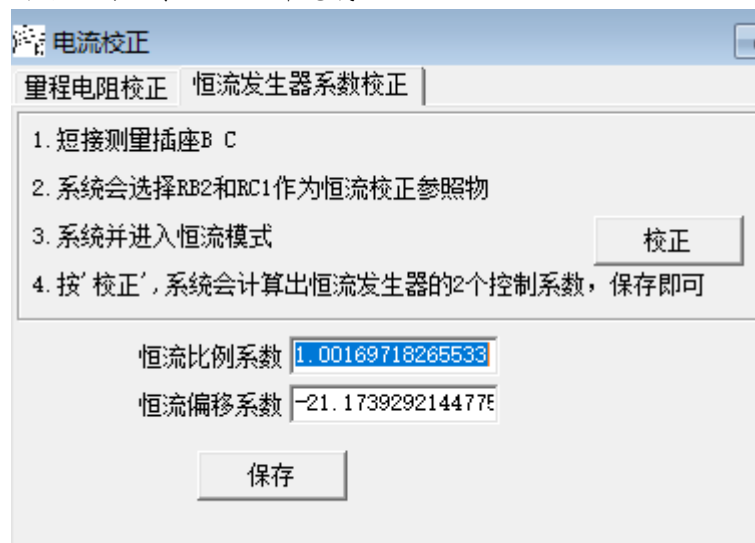 电流校正
量程电阻校正 恒流发生器系数校正
1.短接测量插座B C
2.系统会选择RB2和RC1作为恒流校正参照物
3.系统并进入恒流模式
校正
4.按'校正',系统会计算出恒流发生器的2个控制系数，保存即可
恒流比例系数 1.00169718265533
恒流偏移系数 -21.173929214477
保存